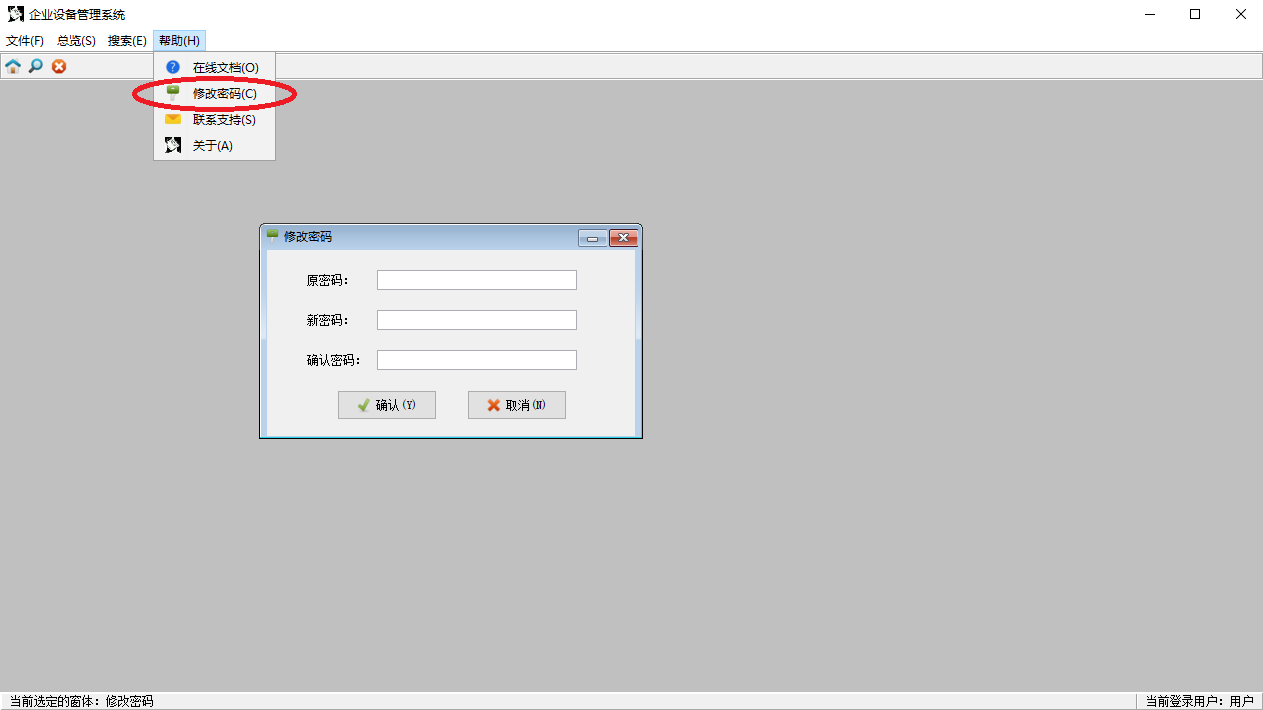 企业设备管理系统
文件(F) 总览(S) 搜索(E) 帮助(H)
在线文档(O)
修改密码(C)
联系支持(S)
关于(A)
修改密码
原密码：
新密码：
确认密码：
确认(Y) 取消(N)
当前选定的窗体：修改密码 当前登录用户：用户